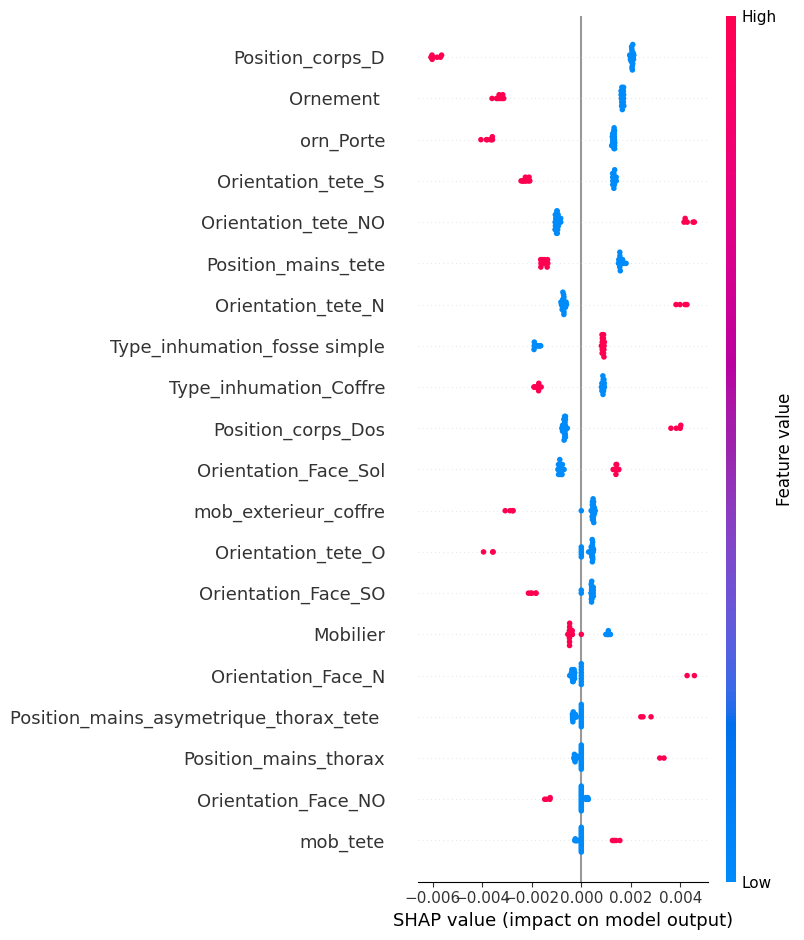 High
Position_corps_D
Ornement
orn_Porte
Orientation_tete_S
Orientation_tete_NO
Position_mains_tete
Orientation_tete_N
Type_inhumation_fosse simple
Type_inhumation_Coffre
Position_corps_Dos
Orientation_Face_Sol
mob_exterieur_coffre
Orientation_tete_O
Orientation_Face_SO
Mobilier
Orientation_Face_N
Position_mains_asymetrique_thorax_tete
Position_mains_thorax
Orientation_Face_NO
mob_tete
Feature value
Low
−0.006 −0.004 −0.002 0.000 0.002 0.004
SHAP value (impact on model output)